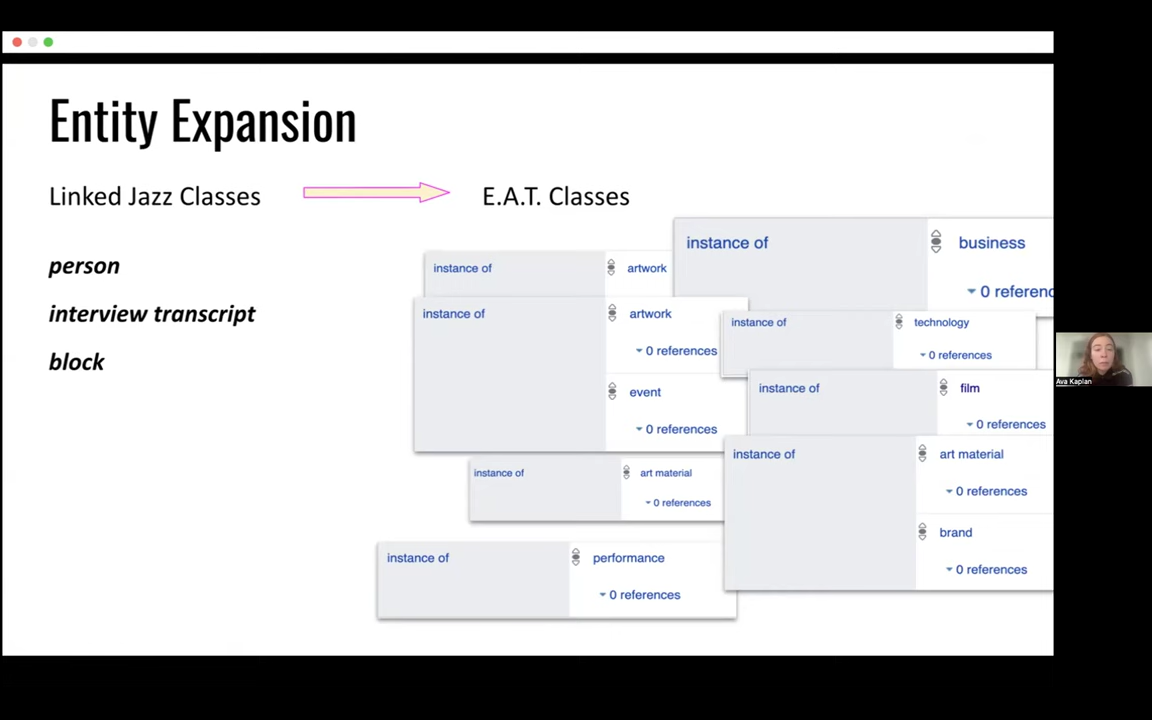 Entity Expansion
Linked Jazz Classes
E.A.T. Classes
person
interview transcript
block
instance of
artwork
instance of
artwork
0 references
event
0 references
instance of
art material
0 references
instance of
performance
0 references
instance of
business
0 referenc
instance of
technology
0 references
instance of
film
0 references
instance of
art material
0 references
brand
0 references
Ava Kaplan